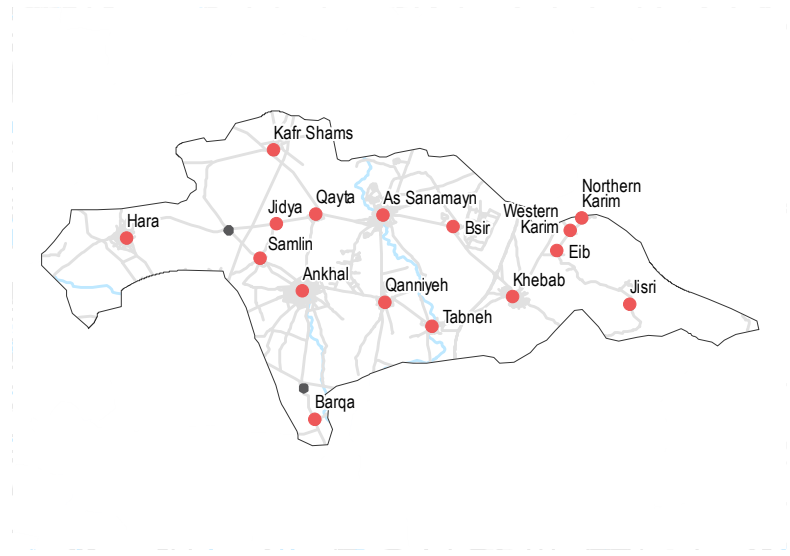 Kafr Shams
Northern
Karim
Qayta
As Sanamayn
Jidya
Western
Karim
Hara
Bsir
Samlin
Eib
Ankhal
Qanniyeh
Khebab
Jisri
Tabneh
Barqa